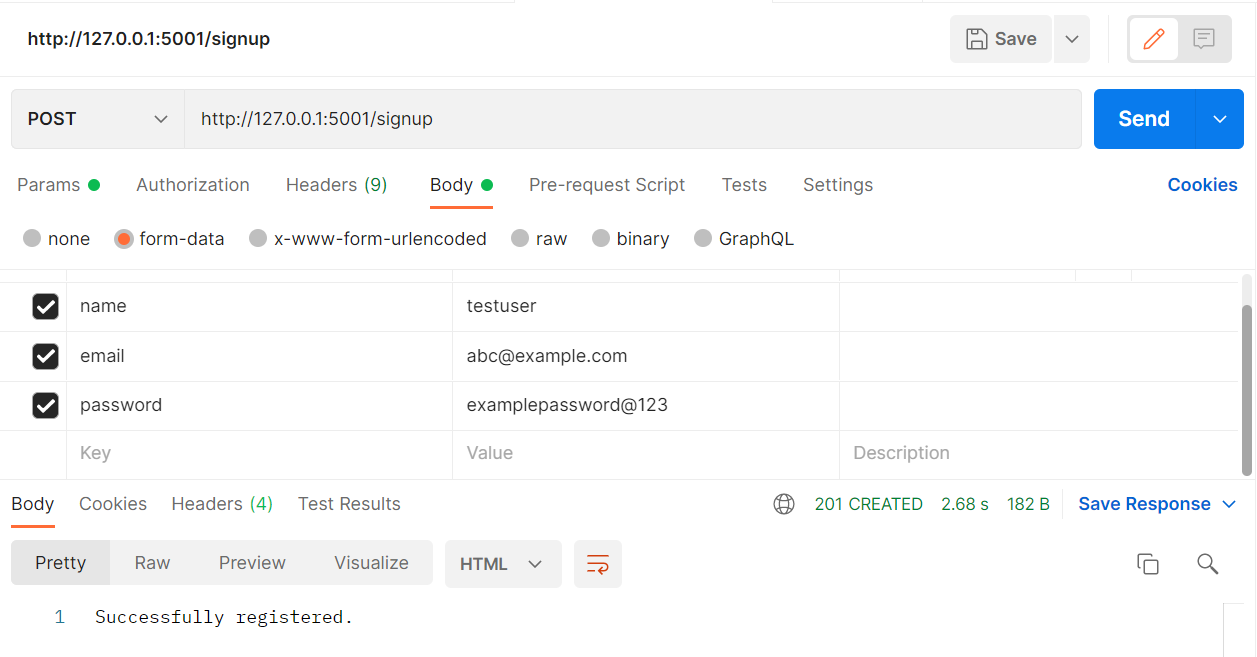 http://127.0.0.1:5001/signup Save
POST http://127.0.0.1:5001/signup Send
Params Authorization Headers (9) Body Pre-request Script Tests Settings Cookies
none form-data x-www-form-urlencoded raw binary GraphQL
name testuser
email abc@example.com
password examplepassword@123
Key Value Description
Body Cookies Headers (4) Test Results 201 CREATED 2.68 s 182 B Save Response
Pretty Raw Preview Visualize HTML
1 Successfully registered.